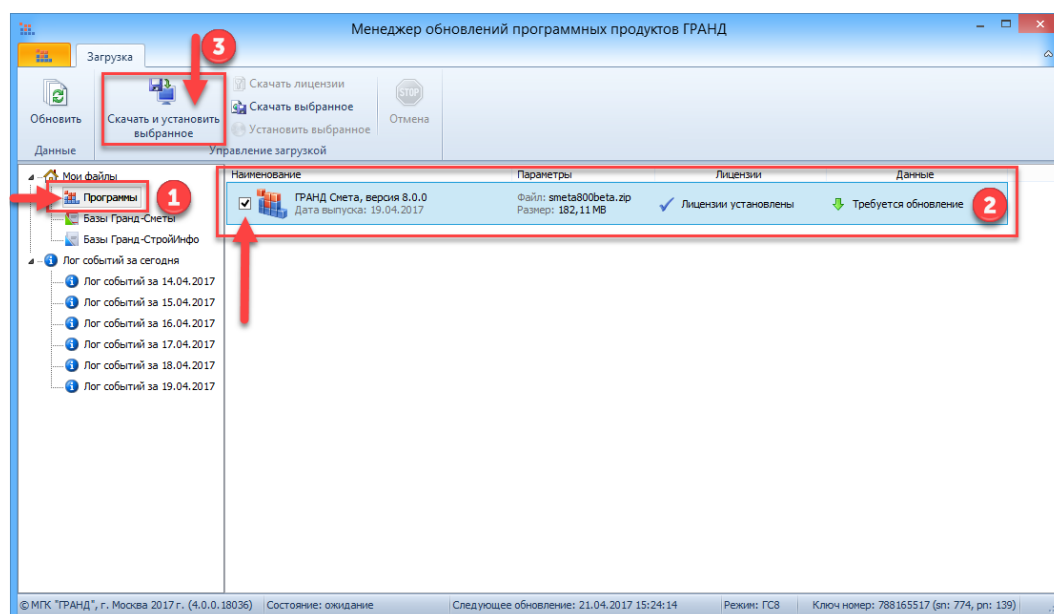 Менеджер обновлений программных продуктов ГРАНД
Загрузка
3
Обновить
Скачать и установить
выбранное
Скачать лицензии
Скачать выбранное
Установить выбранное
STOP
Отмена
Данные
Управление загрузкой
Мои файлы
Программы
1
Базы Гранд-Сметы
Базы Гранд-СтройИнфо
Лог событий за сегодня
Лог событий за 14.04.2017
Лог событий за 15.04.2017
Лог событий за 16.04.2017
Лог событий за 17.04.2017
Лог событий за 18.04.2017
Лог событий за 19.04.2017
Наименование Параметры Лицензии Данные
ГРАНД Смета, версия 8.0.0
Дата выпуска: 19.04.2017
Файл: smeta800beta.zip
Размер: 182,11 MB
Лицензии установлены
Требуется обновление
2
© МГК "ГРАНД", г. Москва 2017 г. (4.0.0.18036) Состояние: ожидание Следующее обновление: 21.04.2017 15:24:14 Режим: ГС8 Ключ номер: 788165517 (sn: 774, pn: 139)